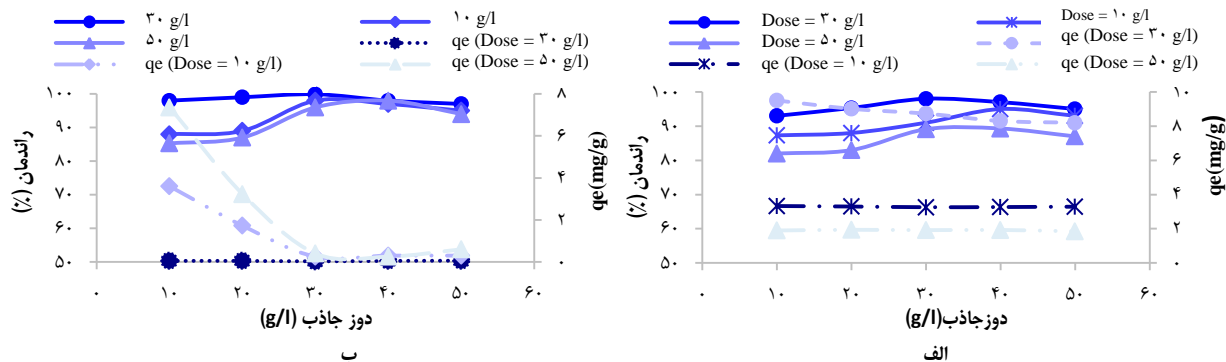 ۳۰ g/l
۱۰ g/l
۵۰ g/l
qe (Dose = ۳۰ g/l)
qe (Dose = ۱۰ g/l)
qe (Dose = ۵۰ g/l)
۱۰۰
۹۰
۸۰
۷۰
۶۰
۵۰
راندمان (%)
۸
۶
۴
۲
۰
qe(mg/g)
۰ ۱۰ ۲۰ ۳۰ ۴۰ ۵۰ ۶۰
دوز جاذب (g/l)
ب
Dose = ۳۰ g/l
Dose = ۱۰ g/l
Dose = ۵۰ g/l
qe (Dose = ۳۰ g/l)
qe (Dose = ۱۰ g/l)
qe (Dose = ۵۰ g/l)
۱۰۰
۹۰
۸۰
۷۰
۶۰
۵۰
راندمان (%)
۱۰
۸
۶
۴
۲
۰
qe(mg/g)
۰ ۱۰ ۲۰ ۳۰ ۴۰ ۵۰ ۶۰
دوزجاذب(g/l)
الف